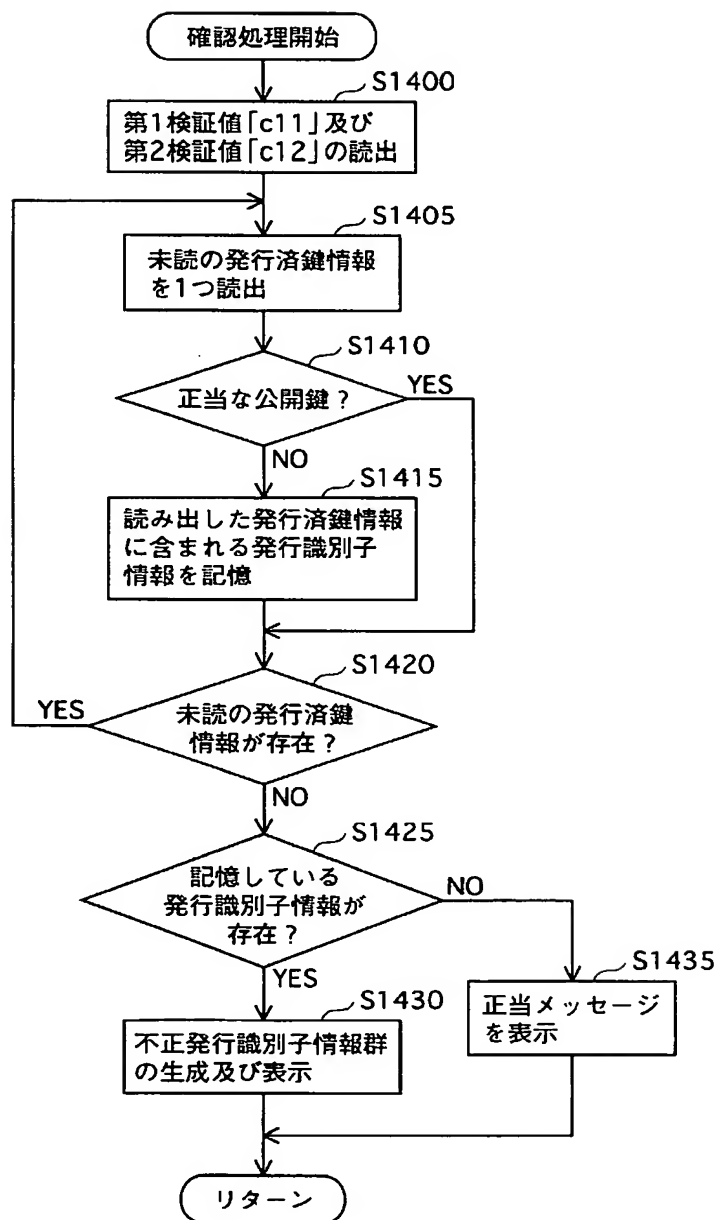 確認処理開始
S1400
第1検証値「c11」及び
第2検証値「c12」の読出
S1405
未読の発行済鍵情報
を1つ読出
S1410
正当な公開鍵?
YES
NO
S1415
読み出した発行済鍵情報
に含まれる発行識別子
情報を記憶
S1420
YES
未読の発行済鍵
情報が存在?
NO
S1425
記憶している
発行識別子情報が
存在?
NO
YES
S1430
不正発行識別子情報群
の生成及び表示
S1435
正当メッセージ
を表示
リターン